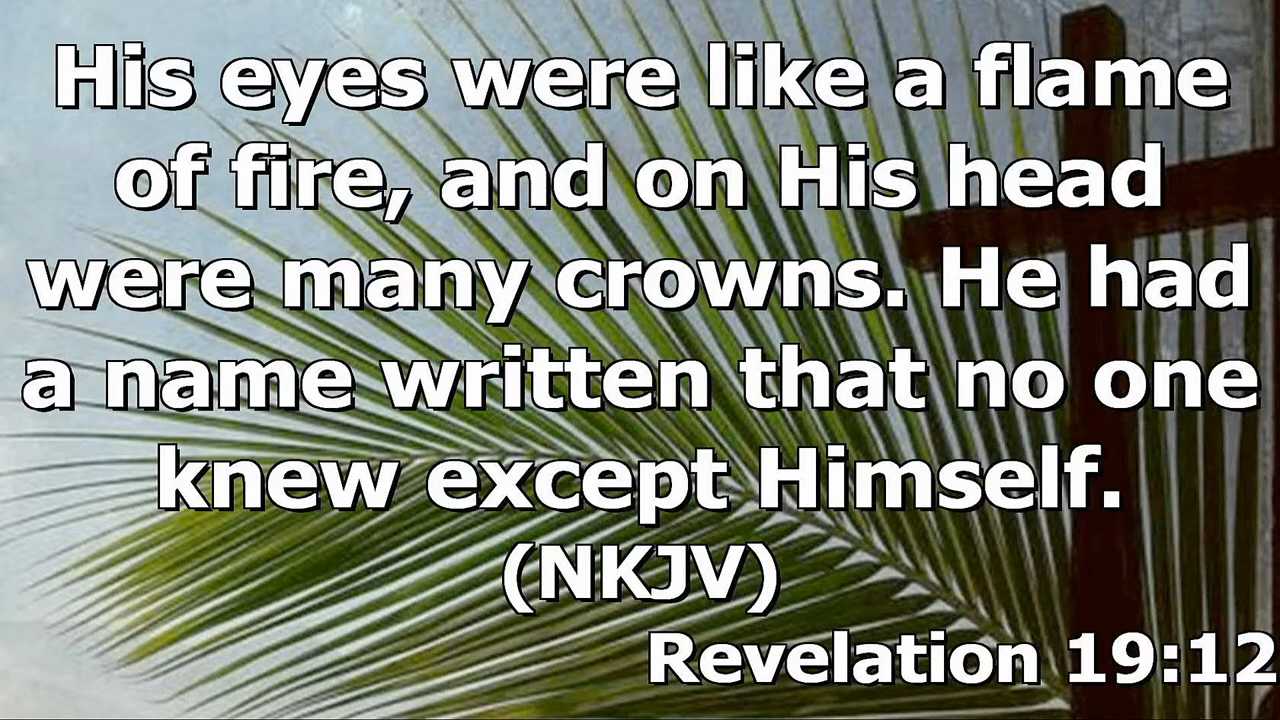 His eyes were like a flame
of fire, and on His head
were many crowns. He had
a name written that no one
knew except Himself.
(NKJV)
Revelation 19:12